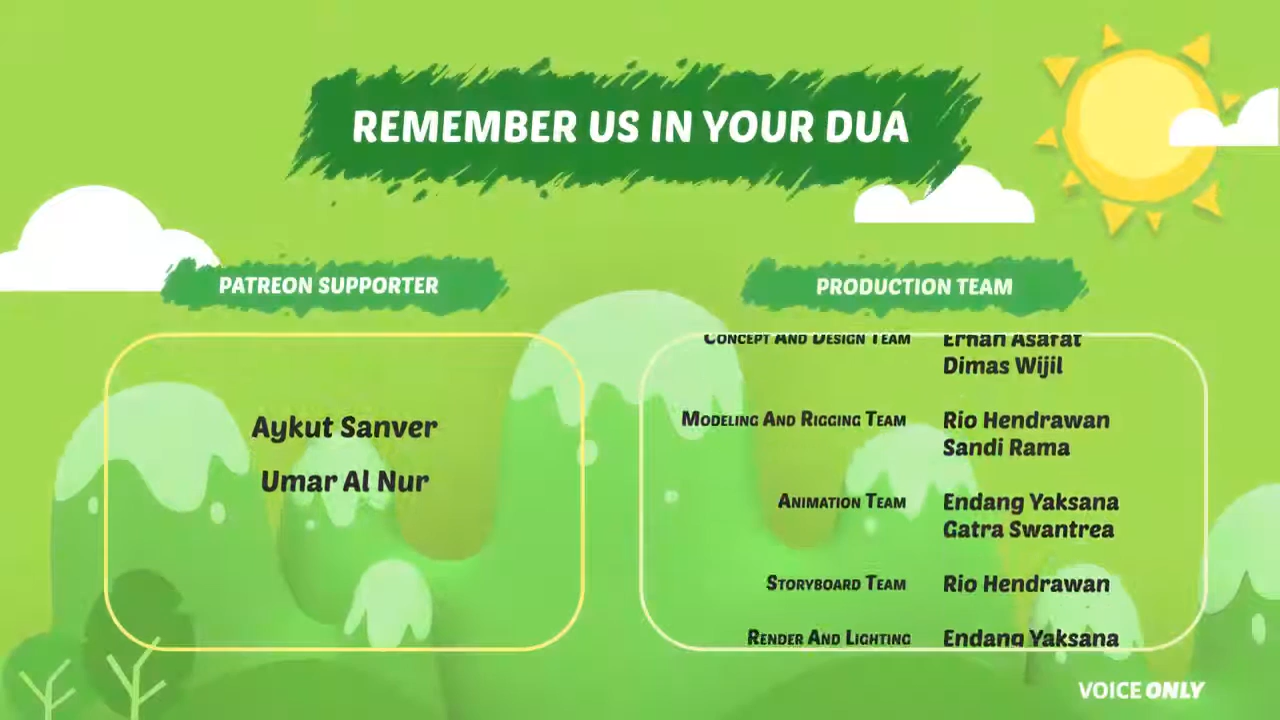 REMEMBER US IN YOUR DUA
PATREON SUPPORTER
Aykut Sanver
Umar Al Nur
PRODUCTION TEAM
Concept And Design Team Erhan Asafat
Dimas Wijil
Modeling And Rigging Team Rio Hendrawan
Sandi Rama
Animation Team Endang Yaksana
Gatra Swantrea
Storyboard Team Rio Hendrawan
Render And Lighting Endang Yaksana
VOICE ONLY